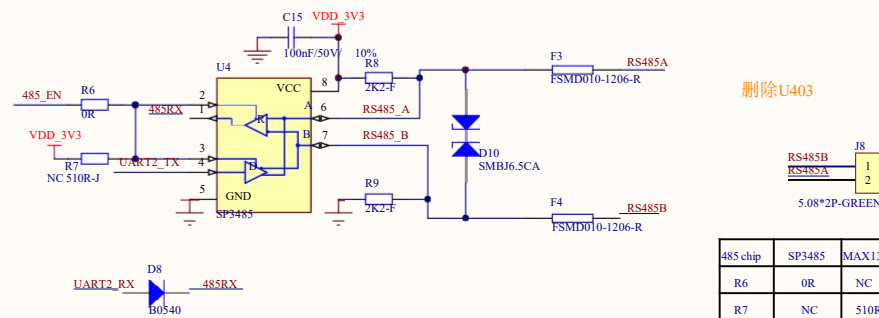 C15
VDD_3V3
100nF/50V/ 10%
U4
R8
2K2-F
F3
RS485A
FSMD010-1206-R
删除U403
VCC
8
485_EN
R6
0R
2
485RX
1
R
A
6
RS485_A
B
7
RS485_B
VDD_3V3
R7
NC 510R-J
UART2_TX
3
4
D
5
GND
SP3485
D10
SMBJ6.5CA
R9
2K2-F
F4
RS485B
FSMD010-1206-R
J8
RS485B
1
RS485A
2
5.08*2P-GREEN
485 chip SP3485 MAX13
R6 0R NC
R7 NC 510R
D8
UART2_RX
485RX
B0540